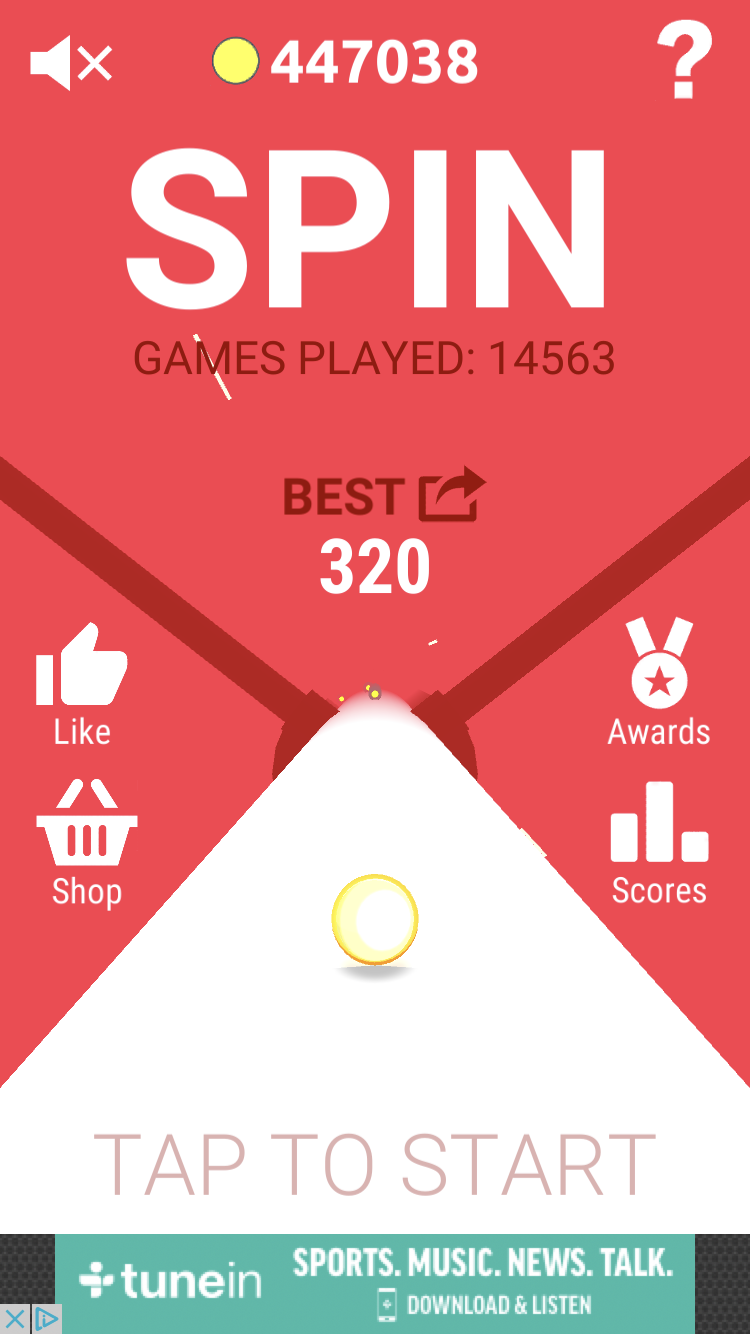 447038 ?
SPIN
GAMES PLAYED: 14563
BEST
320
Like
Awards
Shop
Scores
TAP TO START
tunein
SPORTS. MUSIC. NEWS. TALK.
DOWNLOAD & LISTEN